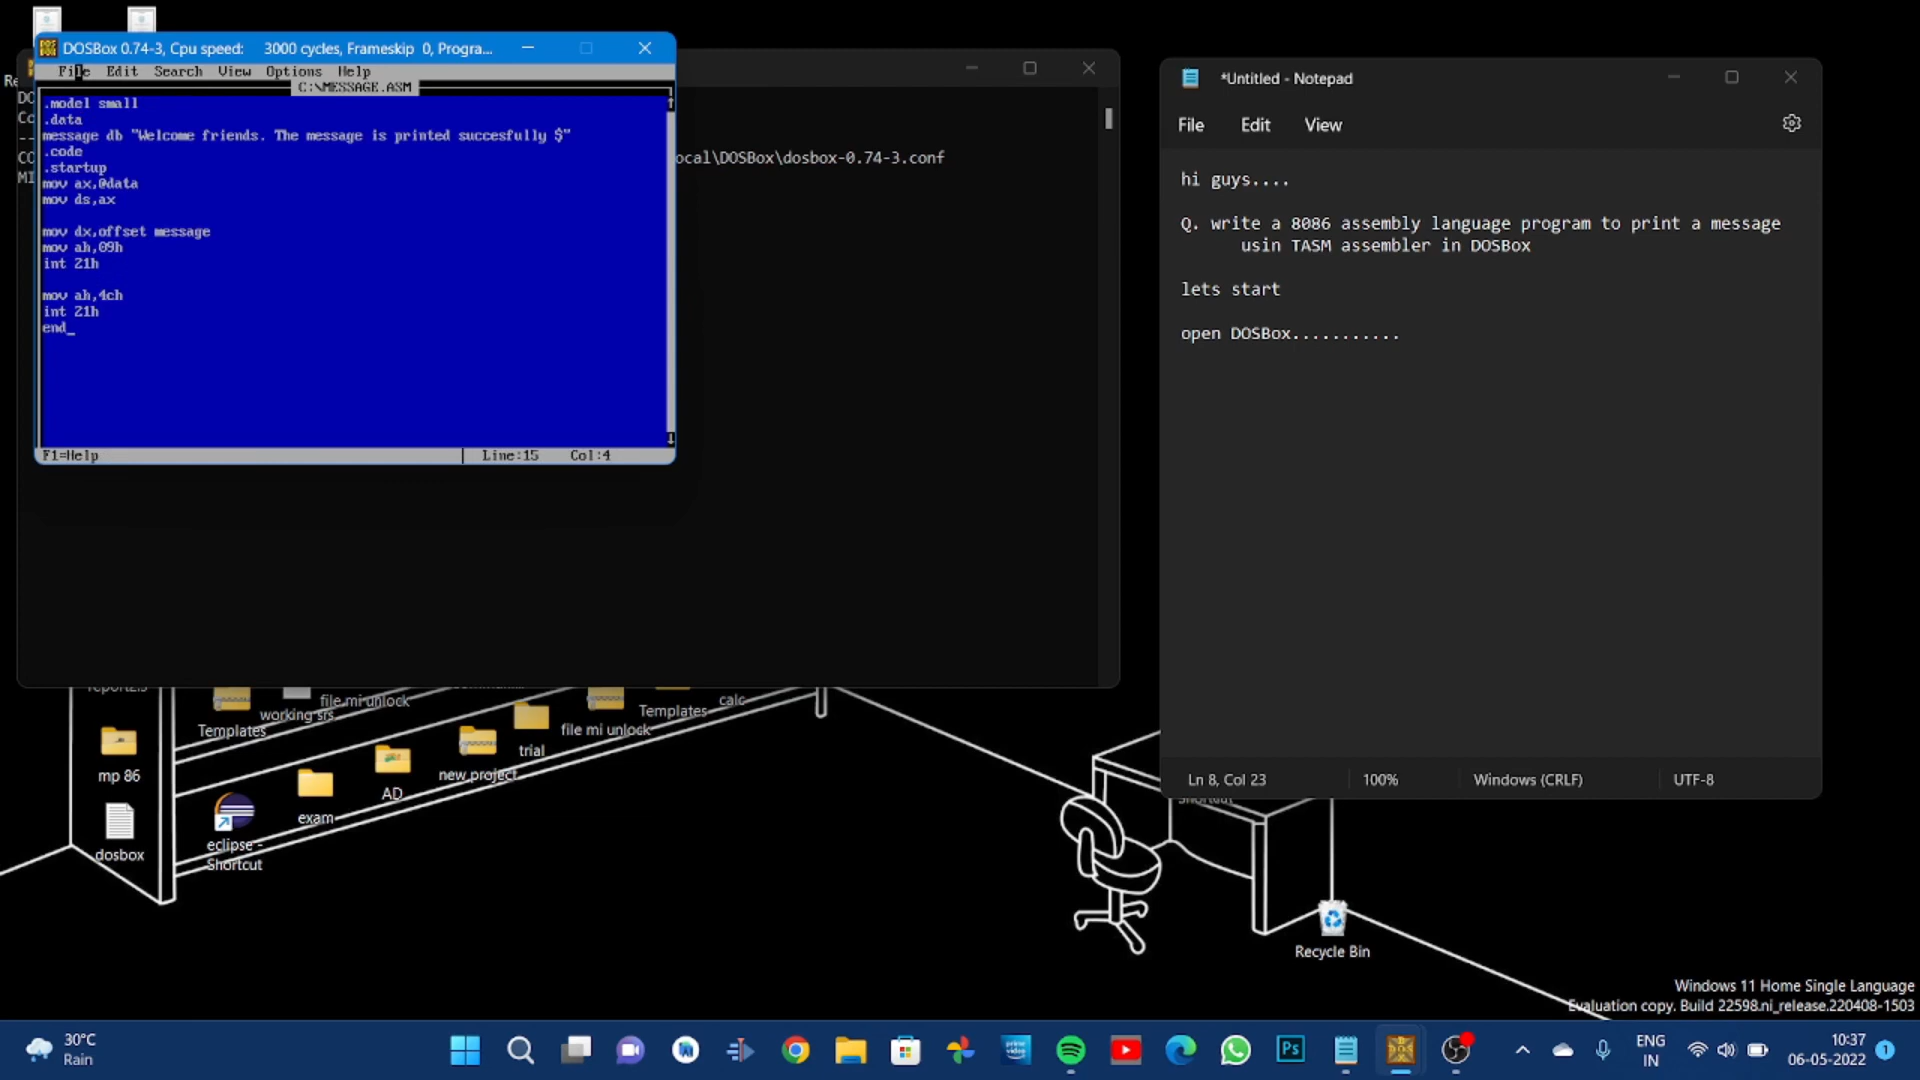 DOSBox 0.74-3, Cpu speed: 3000 cycles, Frameskip 0, Progra...
File Edit Search View Options Help
C:\MESSAGE.ASM
.model small
.data
message db "Welcome friends. The message is printed succesfully $"
.code
.startup
mov ax,@data
mov ds,ax
mov dx,offset message
mov ah,09h
int 21h
mov ah,4ch
int 21h
end_
F1=Help Line:15 Col:4
ocal\DOSBox\dosbox-0.74-3.conf
*Untitled - Notepad
File Edit View
hi guys....
Q. write a 8086 assembly language program to print a message
usin TASM assembler in DOSBox
lets start
open DOSBox...........
Ln 8, Col 23 100% Windows (CRLF) UTF-8
Templates
working srs
file mi unlock
file mi unlock
Templates
calc
trial
new project
mp 86
AD
exam
dosbox
eclipse -
Shortcut
Recycle Bin
Windows 11 Home Single Language
Evaluation copy. Build 22598.ni_release.220408-1503
30°C
Rain
prime video
Ps
ENG
IN
10:37
06-05-2022
1